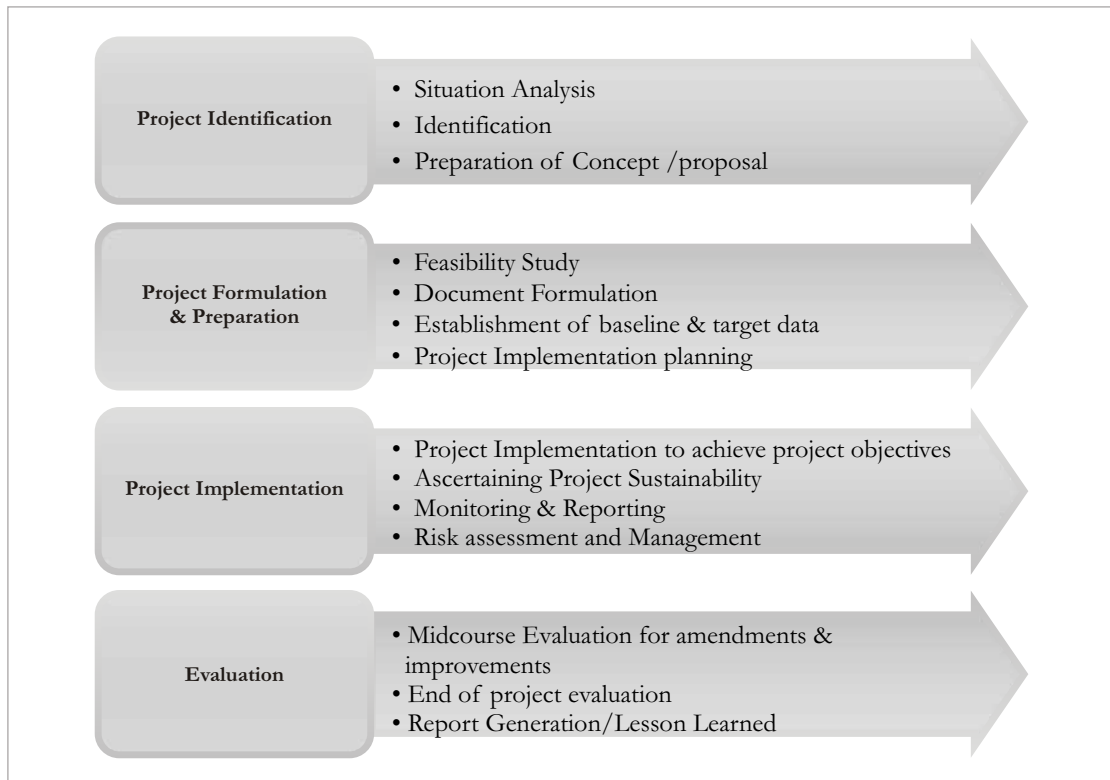 Project Identification
• Situation Analysis
• Identification
• Preparation of Concept /proposal
Project Formulation
& Preparation
• Feasibility Study
• Document Formulation
• Establishment of baseline & target data
• Project Implementation planning
Project Implementation
• Project Implementation to achieve project objectives
• Ascertaining Project Sustainability
• Monitoring & Reporting
• Risk assessment and Management
Evaluation
• Midcourse Evaluation for amendments &
improvements
• End of project evaluation
• Report Generation/Lesson Learned